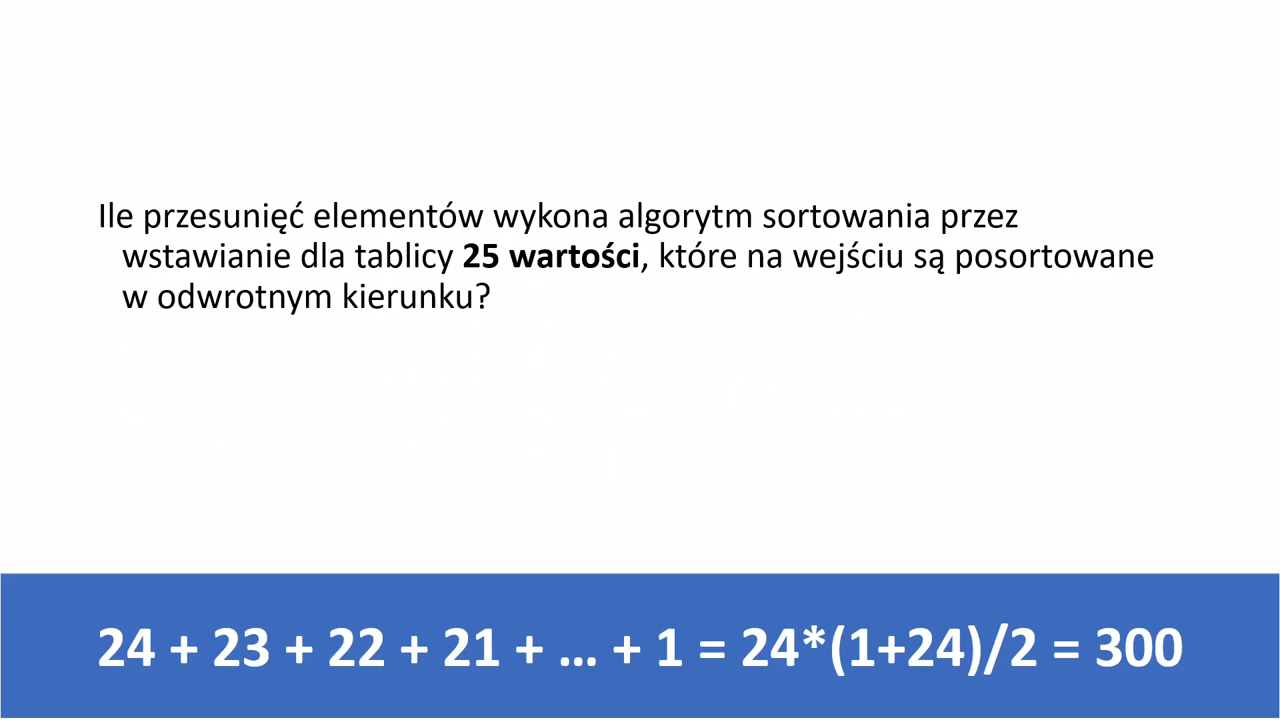 Ile przesunięć elementów wykona algorytm sortowania przez
wstawianie dla tablicy 25 wartości, które na wejściu są posortowane
w odwrotnym kierunku?
24 + 23 + 22 + 21 + … + 1 = 24*(1+24)/2 = 300